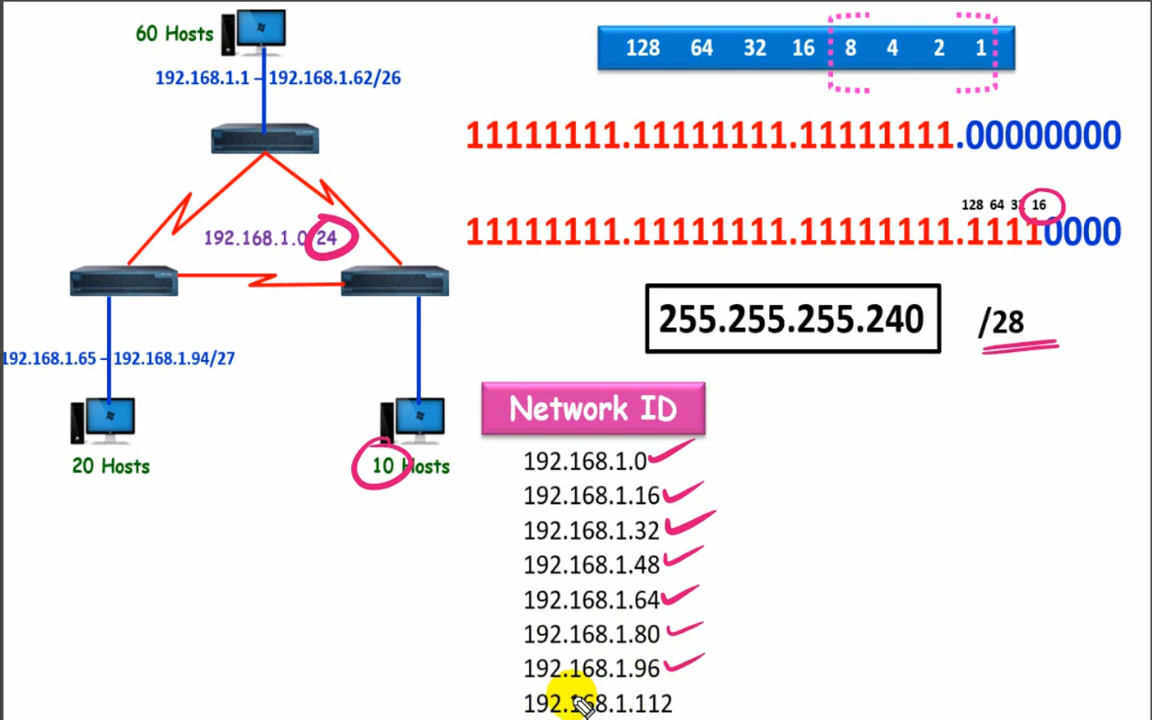 60 Hosts
192.168.1.1 – 192.168.1.62/26
128 64 32 16 8 4 2 1
11111111.11111111.11111111.00000000
128 64 3 16
192.168.1.0/24
11111111.11111111.11111111.11110000
255.255.255.240 /28
192.168.1.65 – 192.168.1.94/27
Network ID
20 Hosts
10 Hosts
192.168.1.0
192.168.1.16
192.168.1.32
192.168.1.48
192.168.1.64
192.168.1.80
192.168.1.96
192.168.1.112